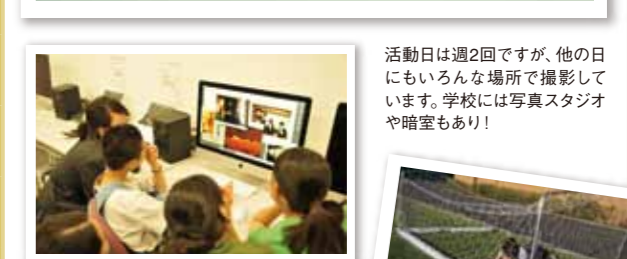 活動日は週2回ですが、他の日
にもいろんな場所で撮影して
います。学校には写真スタジオ
や暗室もあり!